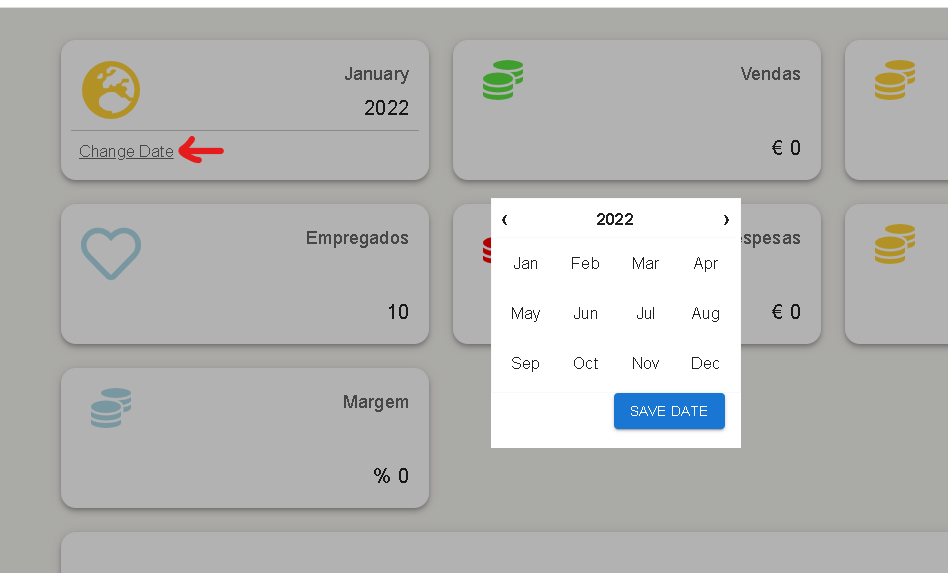 January
2022
Change Date
Vendas
€ 0
Empregados
10
spesas
€ 0
Margem
% 0
‹ 2022 ›
Jan Feb Mar Apr
May Jun Jul Aug
Sep Oct Nov Dec
SAVE DATE